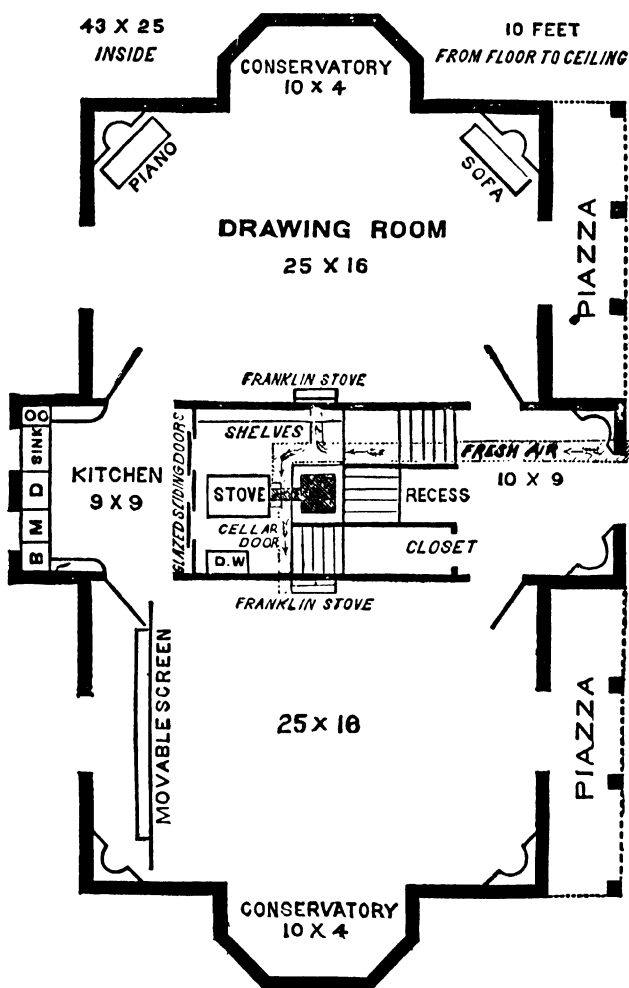 43 X 25
INSIDE
10 FEET
FROM FLOOR TO CEILING
CONSERVATORY
10 X 4
PIANO
SOFA
DRAWING ROOM
25 X 16
PIAZZA
FRANKLIN STOVE
SHELVES
GLAZED SLIDING DOORS
SINK
D
M
B
KITCHEN
9 X 9
STOVE
FRESH AIR
10 X 9
RECESS
CELLAR
DOOR
CLOSET
D.W
FRANKLIN STOVE
MOVABLE SCREEN
25 X 16
PIAZZA
CONSERVATORY
10 X 4